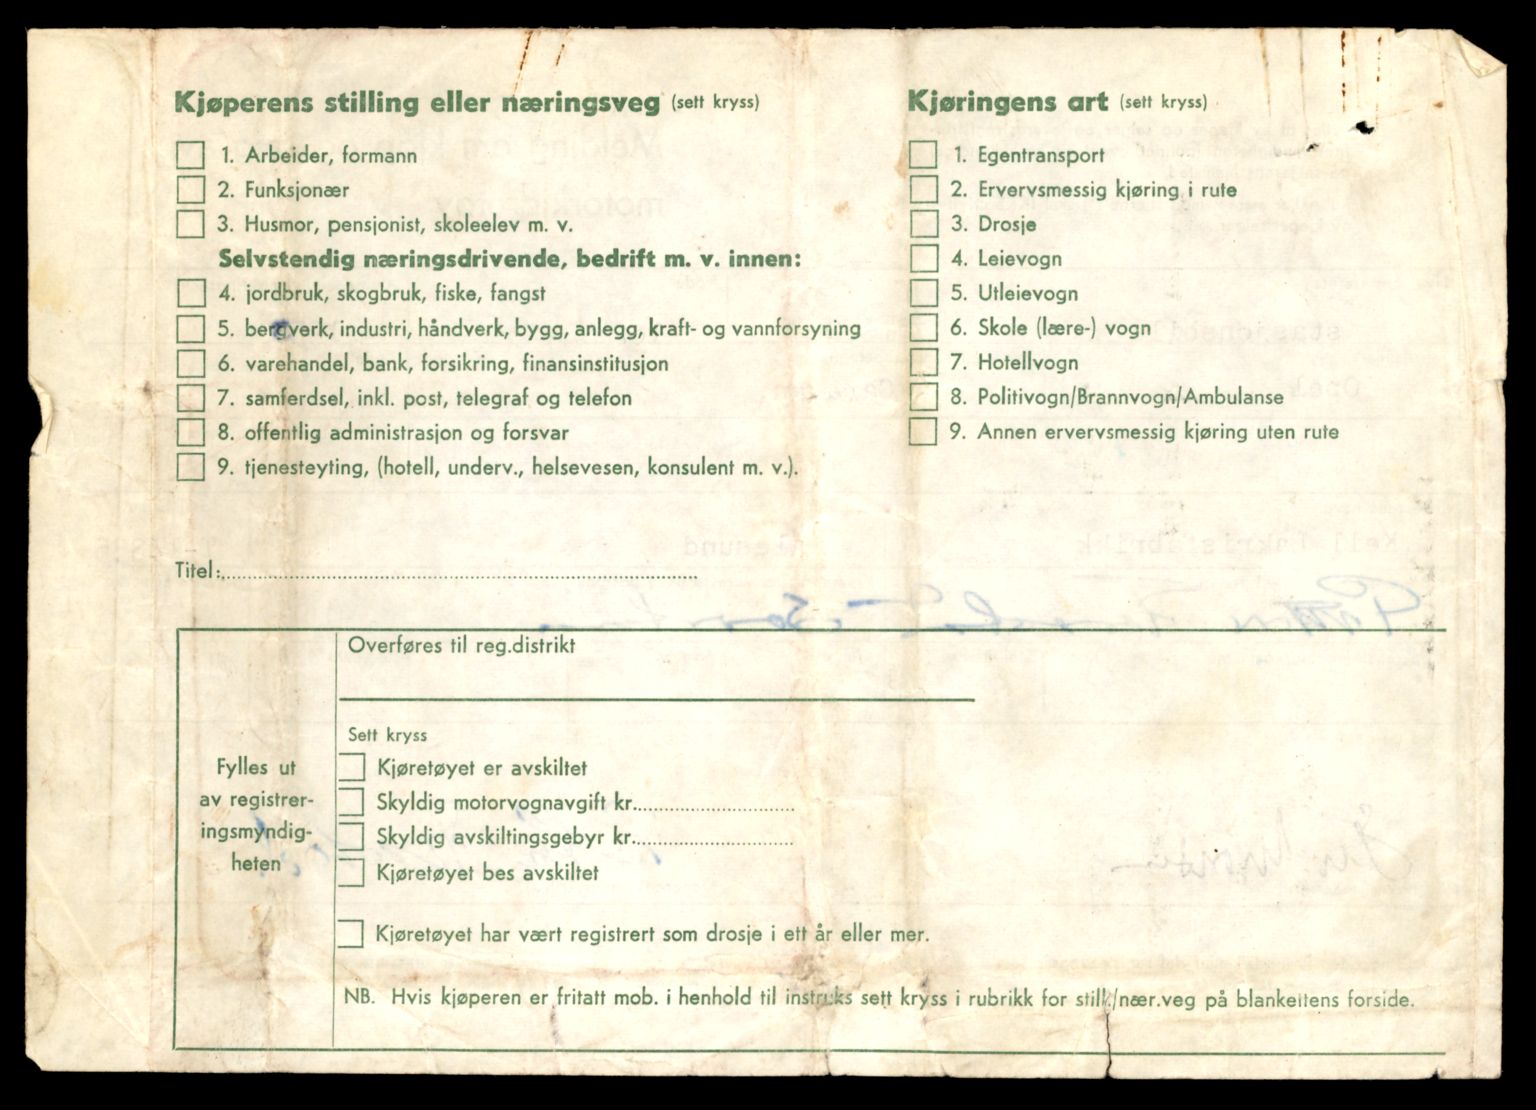 Kjøperens stilling eller næringsveg (sett kryss)
1. Arbeider, formann
2. Funksjonær
3. Husmor, pensjonist, skoleelev m. v.
Selvstendig næringsdrivende, bedrift m. v. innen:
4. jordbruk, skogbruk, fiske, fangst
5. bergverk, industri, håndverk, bygg, anlegg, kraft- og vannforsyning
6. varehandel, bank, forsikring, finansinstitusjon
7. samferdsel, inkl. post, telegraf og telefon
8. offentlig administrasjon og forsvar
9. tjenesteyting, (hotell, underv., helsevesen, konsulent m. v.).
Kjøringens art (sett kryss)
1. Egentransport
2. Ervervsmessig kjøring i rute
3. Drosje
4. Leievogn
5. Utleievogn
6. Skole (lære-) vogn
7. Hotellvogn
8. Politivogn/Brannvogn/Ambulanse
9. Annen ervervsmessig kjøring uten rute
Titel:
Overføres til reg.distrikt
Fylles ut
av registrer-
ingsmyndig-
heten
Sett kryss
Kjøretøyet er avskiltet
Skyldig motorvognavgift kr.
Skyldig avskiltingsgebyr kr.
Kjøretøyet bes avskiltet
Kjøretøyet har vært registrert som drosje i ett år eller mer.
NB. Hvis kjøperen er fritatt mob. i henhold til instruks sett kryss i rubrikk for still./nær.veg på blankettens forside.